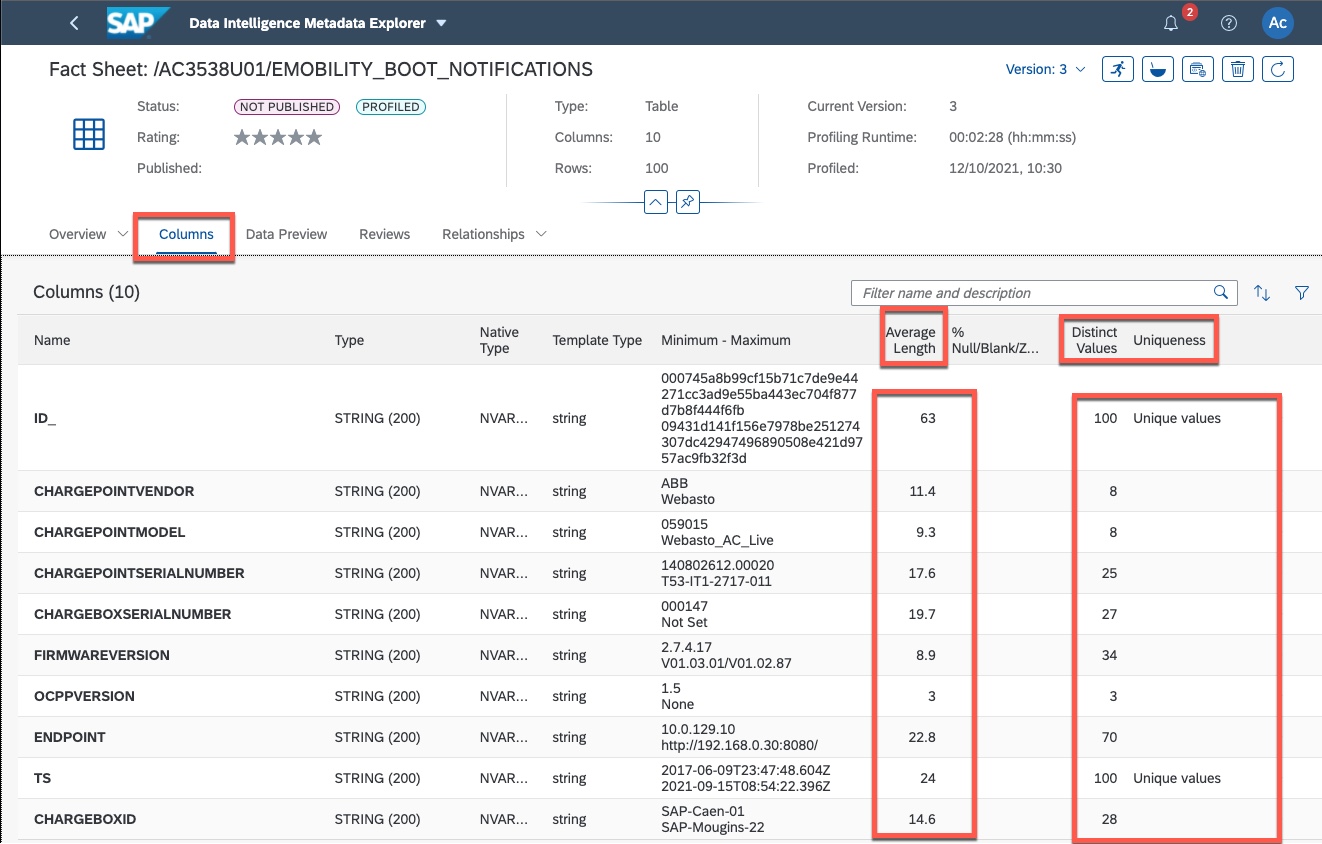 SAP Data Intelligence Metadata Explorer 2 Ac
Fact Sheet: /AC3538U01/EMOBILITY_BOOT_NOTIFICATIONS Version: 3
Status: NOT PUBLISHED PROFILED Type: Table Current Version: 3
Rating: Columns: 10 Profiling Runtime: 00:02:28 (hh:mm:ss)
Published: Rows: 100 Profiled: 12/10/2021, 10:30
Overview Columns Data Preview Reviews Relationships
Columns (10) Filter name and description
Name Type Native Type Template Type Minimum - Maximum Average Length % Null/Blank/Z... Distinct Values Uniqueness
000745a8b99cf15b71c7de9e44
271cc3ad9e55ba443ec704f877
d7b8f444f6fb
ID_ STRING (200) NVAR... string 09431d141f156e7978be251274 63 100 Unique values
307dc42947496890508e421d97
57ac9fb32f3d
CHARGEPOINTVENDOR STRING (200) NVAR... string ABB 11.4 8
Webasto
CHARGEPOINTMODEL STRING (200) NVAR... string 059015 9.3 8
Webasto_AC_Live
CHARGEPOINTSERIALNUMBER STRING (200) NVAR... string 140802612.00020 17.6 25
T53-IT1-2717-011
CHARGEBOXSERIALNUMBER STRING (200) NVAR... string 000147 19.7 27
Not Set
FIRMWAREVERSION STRING (200) NVAR... string 2.7.4.17 8.9 34
V01.03.01/V01.02.87
OCPPVERSION STRING (200) NVAR... string 1.5 3 3
None
ENDPOINT STRING (200) NVAR... string 10.0.129.10 22.8 70
http://192.168.0.30:8080/
TS STRING (200) NVAR... string 2017-06-09T23:47:48.604Z 24 100 Unique values
2021-09-15T08:54:22.396Z
CHARGEBOXID STRING (200) NVAR... string SAP-Caen-01 14.6 28
SAP-Mougins-22